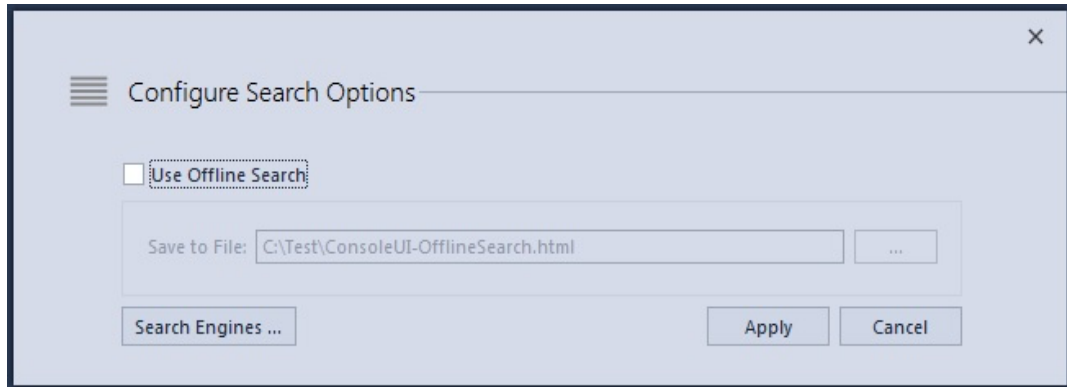 Configure Search Options
Use Offline Search
Save to File: C:\Test\ConsoleUI-OfflineSearch.html ...
Search Engines ... Apply Cancel